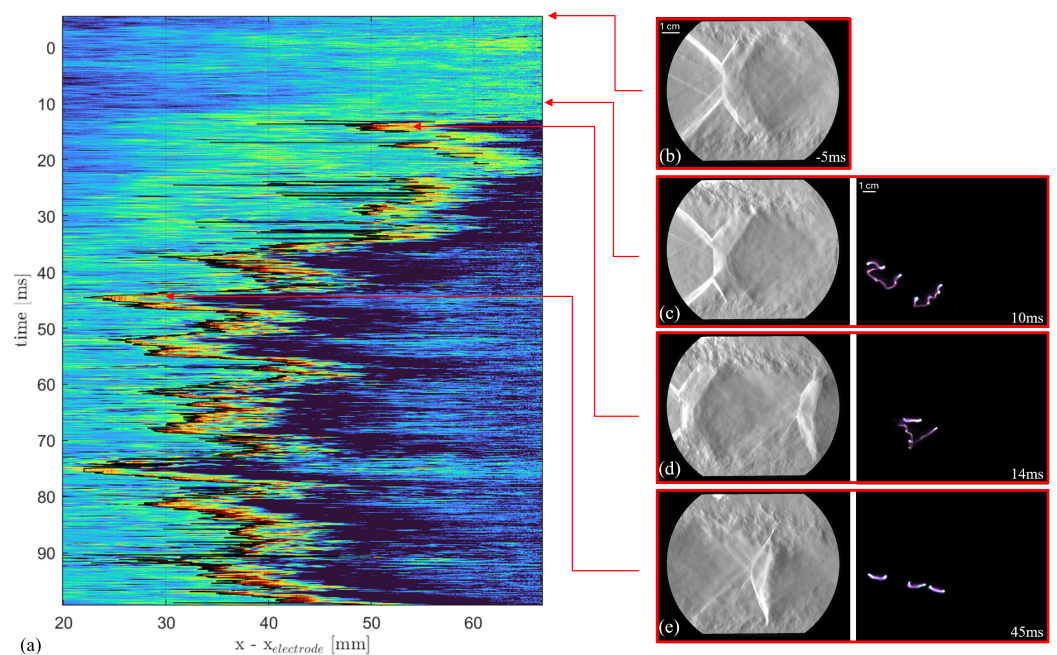 0
10
20
30
40
50
60
70
80
90
time [ms]
20 30 40 50 60
x - x_electrode [mm]
(a)
1 cm
(b) -5ms
1 cm
(c) 10ms
(d) 14ms
(e) 45ms